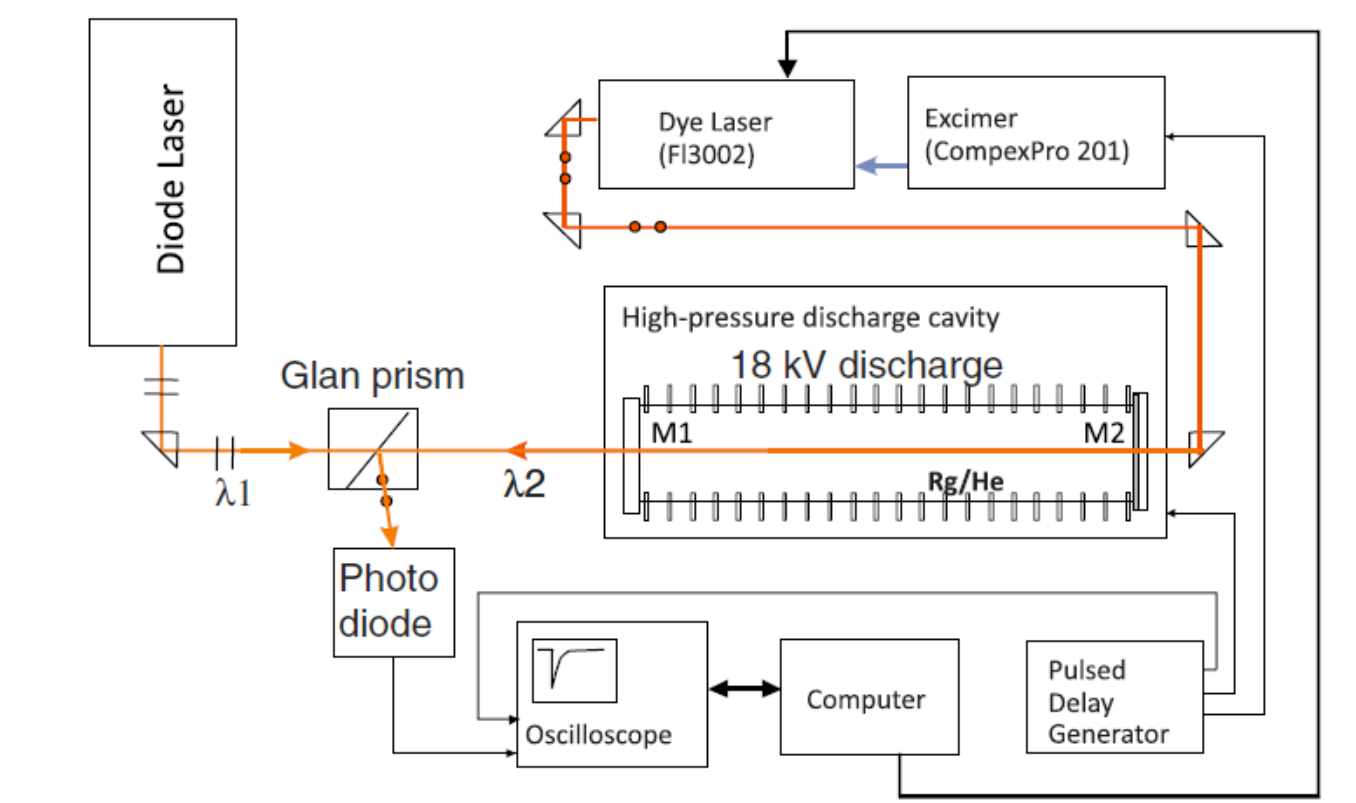 Diode Laser
Dye Laser
(Fl3002)
Excimer
(CompexPro 201)
High-pressure discharge cavity
18 kV discharge
Glan prism
M1
M2
λ1
λ2
Rg/He
Photo
diode
Oscilloscope
Computer
Pulsed
Delay
Generator